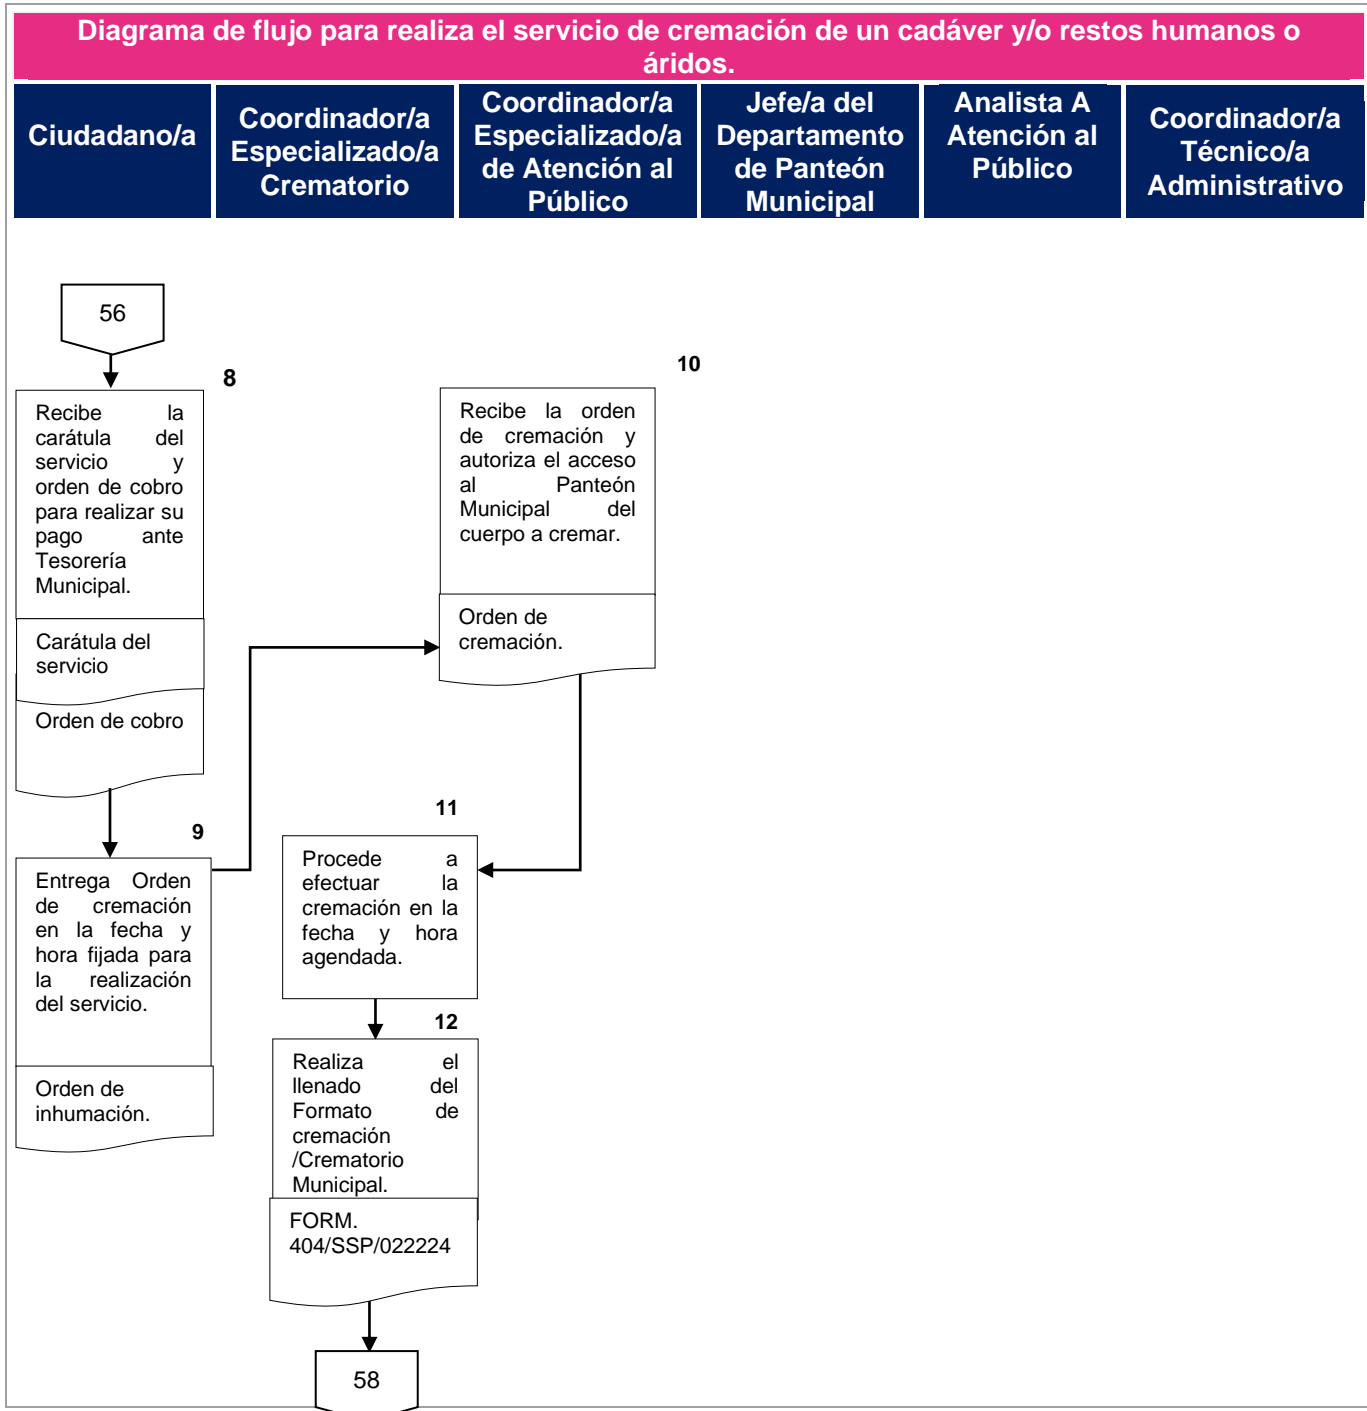 Diagrama de flujo para realiza el servicio de cremación de un cadáver y/o restos humanos o
áridos.
Ciudadano/a
Coordinador/a
Especializado/a
Crematorio
Coordinador/a
Especializado/a
de Atención al
Público
Jefe/a del
Departamento
de Panteón
Municipal
Analista A
Atención al
Público
Coordinador/a
Técnico/a
Administrativo
56
8
Recibe la
carátula del
servicio y
orden de cobro
para realizar su
pago ante
Tesorería
Municipal.
Carátula del
servicio
Orden de cobro
9
Entrega Orden
de cremación
en la fecha y
hora fijada para
la realización
del servicio.
Orden de
inhumación.
10
Recibe la orden
de cremación y
autoriza el acceso
al Panteón
Municipal del
cuerpo a cremar.
Orden de
cremación.
11
Procede a
efectuar la
cremación en la
fecha y hora
agendada.
12
Realiza el
llenado del
Formato de
cremación
/Crematorio
Municipal.
FORM.
404/SSP/022224
58